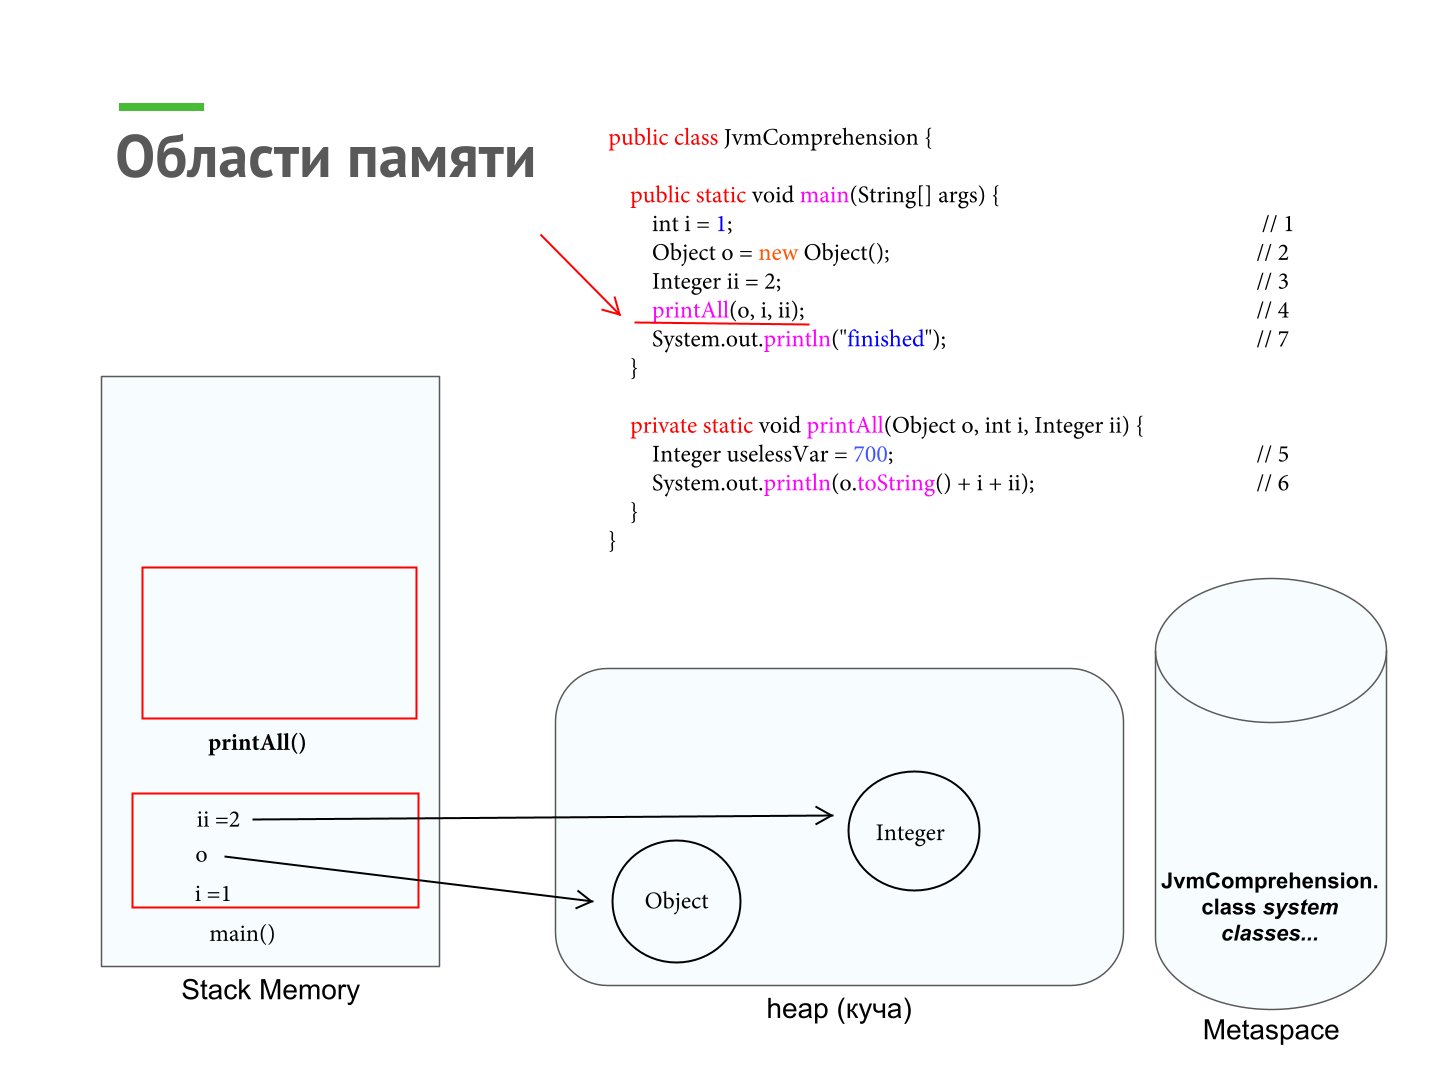 Области памяти
public class JvmComprehension {
public static void main(String[] args) {
int i = 1; // 1
Object o = new Object(); // 2
Integer ii = 2; // 3
printAll(o, i, ii); // 4
System.out.println("finished"); // 7
}
private static void printAll(Object o, int i, Integer ii) {
Integer uselessVar = 700; // 5
System.out.println(o.toString() + i + ii); // 6
}
}
printAll()
ii =2
o
i =1
main()
Stack Memory
Integer
Object
heap (куча)
JvmComprehension.
class system
classes...
Metaspace